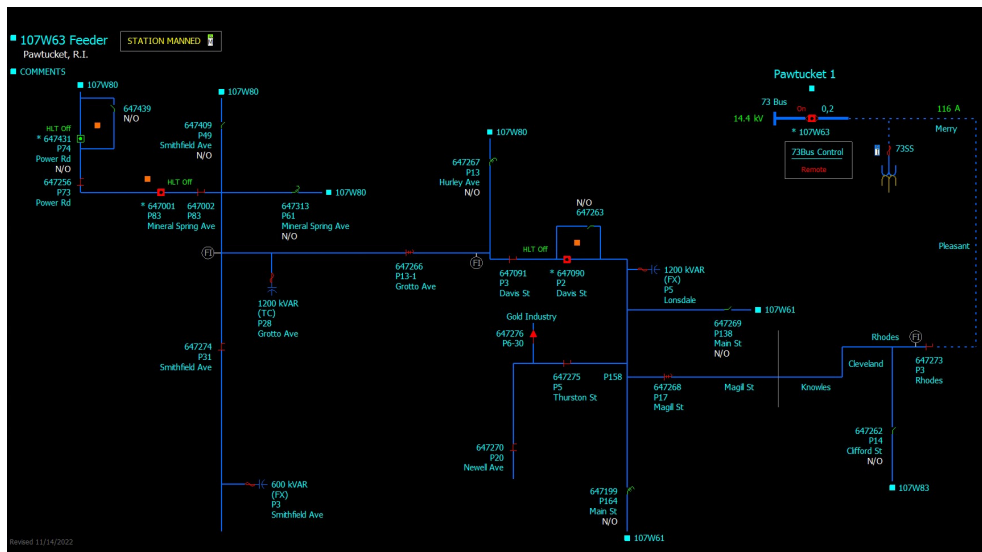 107W63 Feeder
STATION MANNED
Pawtucket, R.I.
COMMENTS
107W80
647439
N/O
HLT Off
* 647431
P74
Power Rd
N/O
647256
P73
Power Rd
107W80
647409
P49
Smithfield Ave
N/O
HLT Off
* 647001
P83
Mineral Spring Ave
647002
P83
647313
P61
Mineral Spring Ave
N/O
107W80
FI
647266
P13-1
Grotto Ave
1200 kVAR
(TC)
P28
Grotto Ave
647274
P31
Smithfield Ave
600 kVAR
(FX)
P3
Smithfield Ave
107W80
647267
P13
Hurley Ave
N/O
FI
HLT Off
647091
P3
Davis St
N/O
647263
* 647090
P2
Davis St
1200 kVAR
(FX)
P5
Lonsdale
107W61
647269
P138
Main St
N/O
Gold Industry
647276
P6-30
647275
P5
Thurston St
P158
647268
P17
Magill St
Magill St
Knowles
647270
P20
Newell Ave
647199
P164
Main St
N/O
107W61
Pawtucket 1
73 Bus
On
0,2
14.4 kV
* 107W63
116 A
Merry
73Bus Control
Remote
73SS
Pleasant
Rhodes
FI
Cleveland
647273
P3
Rhodes
647262
P14
Clifford St
N/O
107W83
Revised 11/14/2022